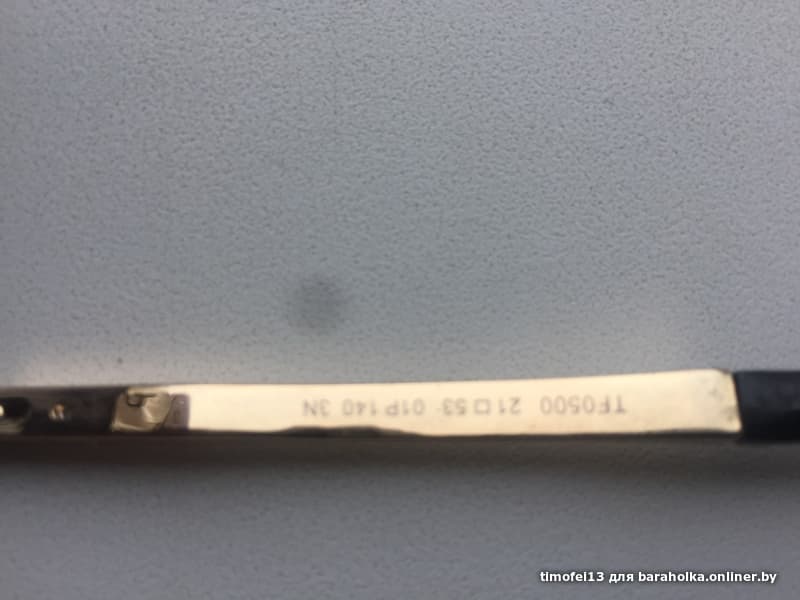 TF0500 21□53 01P 140 3N
timofei13 для baraholka.onliner.by